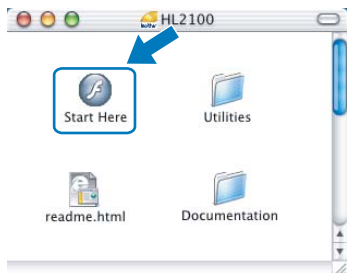 HL2100
Start Here
Utilities
readme.html
Documentation